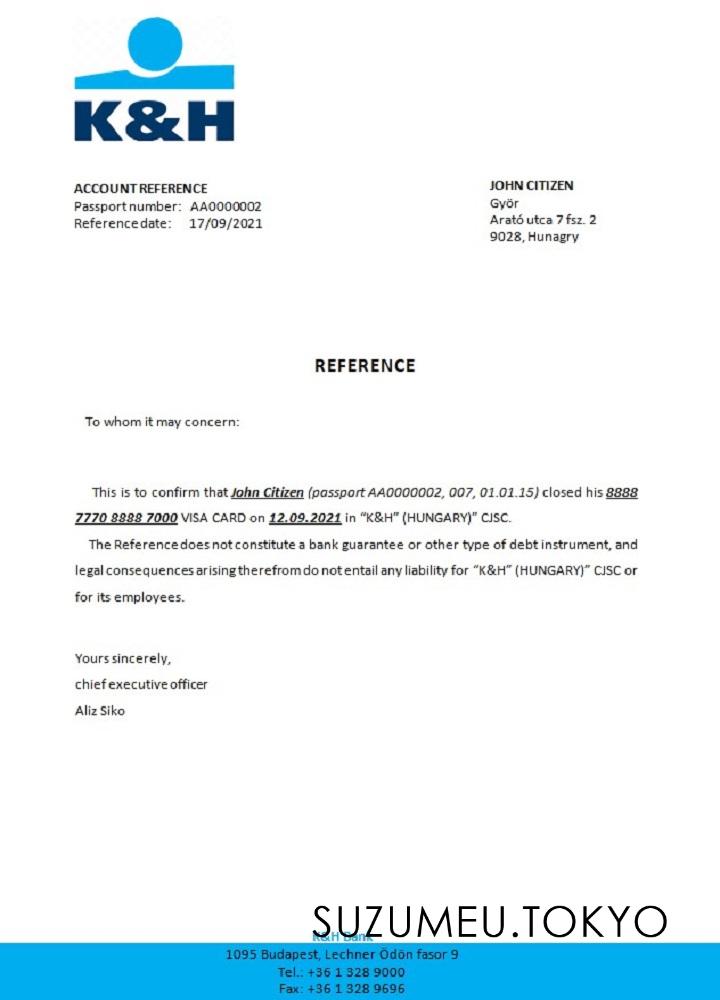 K&H
ACCOUNT REFERENCE
Passport number: AA0000002
Reference date: 17/09/2021
JOHN CITIZEN
Györ
Arató utca 7 fsz. 2
9028, Hunagry
REFERENCE
To whom it may concern:
This is to confirm that John Citizen (passport AA0000002, 007, 01.01.15) closed his 8888
7770 8888 7000 VISA CARD on 12.09.2021 in “K&H” (HUNGARY)” CJSC.
The Reference does not constitute a bank guarantee or other type of debt instrument, and
legal consequences arising therefrom do not entail any liability for “K&H” (HUNGARY)” CJSC or
for its employees.
Yours sincerely,
chief executive officer
Aliz Siko
SUZUMEU.TOKYO
K&H Bank
1095 Budapest, Lechner Ödön fasor 9
Tel.: +36 1 328 9000
Fax: +36 1 328 9696